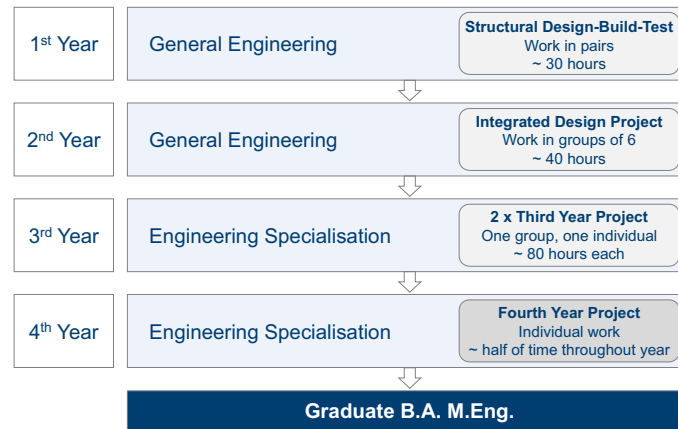 1st Year
General Engineering
Structural Design-Build-Test
Work in pairs
~ 30 hours
2nd Year
General Engineering
Integrated Design Project
Work in groups of 6
~ 40 hours
3rd Year
Engineering Specialisation
2 x Third Year Project
One group, one individual
~ 80 hours each
4th Year
Engineering Specialisation
Fourth Year Project
Individual work
~ half of time throughout year
Graduate B.A. M.Eng.